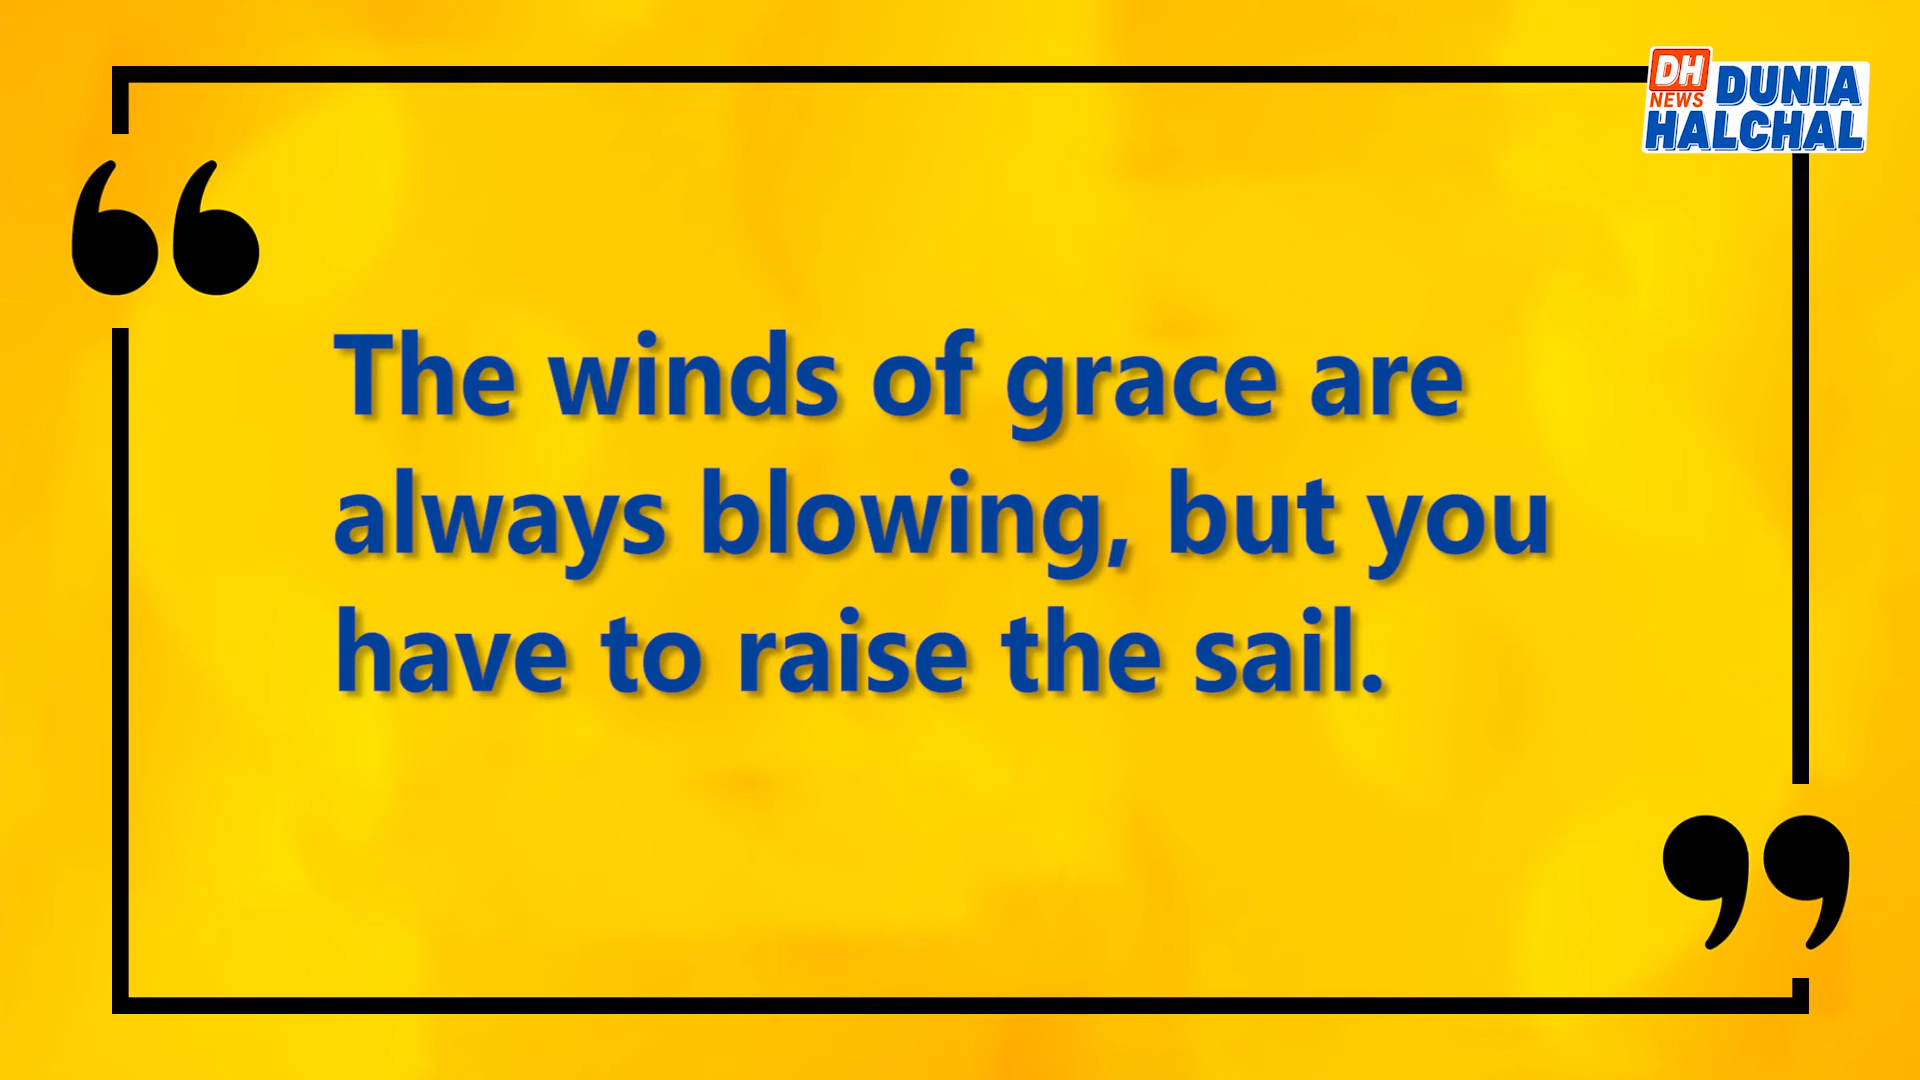 DH
NEWS
DUNIA
HALCHAL
“
The winds of grace are
always blowing, but you
have to raise the sail.
”